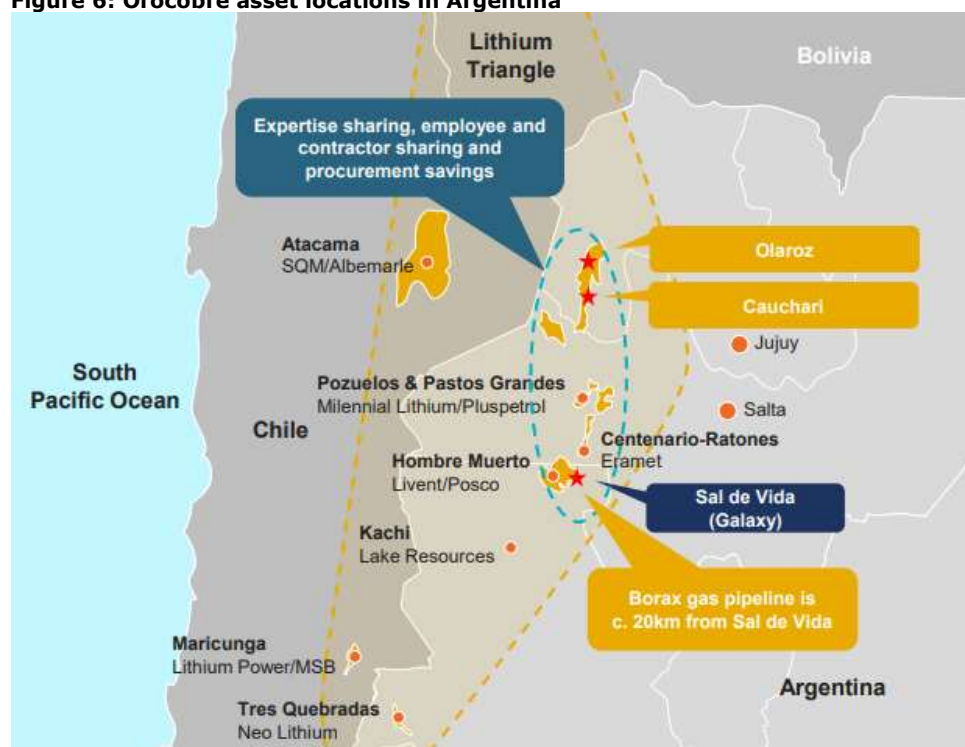 Figure 6: Orocobre asset locations in Argentina
Lithium
Triangle
Bolivia
Expertise sharing, employee and
contractor sharing and
procurement savings
Atacama
SQM/Albemarle
Olaroz
Cauchari
Jujuy
South
Pacific Ocean
Chile
Pozuelos & Pastos Grandes
Milennial Lithium/Pluspetrol
Salta
Centenario-Ratones
Eramet
Hombre Muerto
Livent/Posco
Sal de Vida
(Galaxy)
Kachi
Lake Resources
Borax gas pipeline is
c. 20km from Sal de Vida
Maricunga
Lithium Power/MSB
Argentina
Tres Quebradas
Neo Lithium